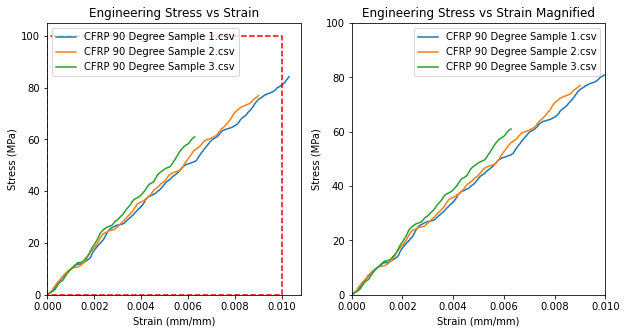 Engineering Stress vs Strain
CFRP 90 Degree Sample 1.csv
CFRP 90 Degree Sample 2.csv
CFRP 90 Degree Sample 3.csv
100
80
60
40
20
0
Stress (MPa)
0.000 0.002 0.004 0.006 0.008 0.010
Strain (mm/mm)
Engineering Stress vs Strain Magnified
CFRP 90 Degree Sample 1.csv
CFRP 90 Degree Sample 2.csv
CFRP 90 Degree Sample 3.csv
100
80
60
40
20
0
Stress (MPa)
0.000 0.002 0.004 0.006 0.008 0.010
Strain (mm/mm)